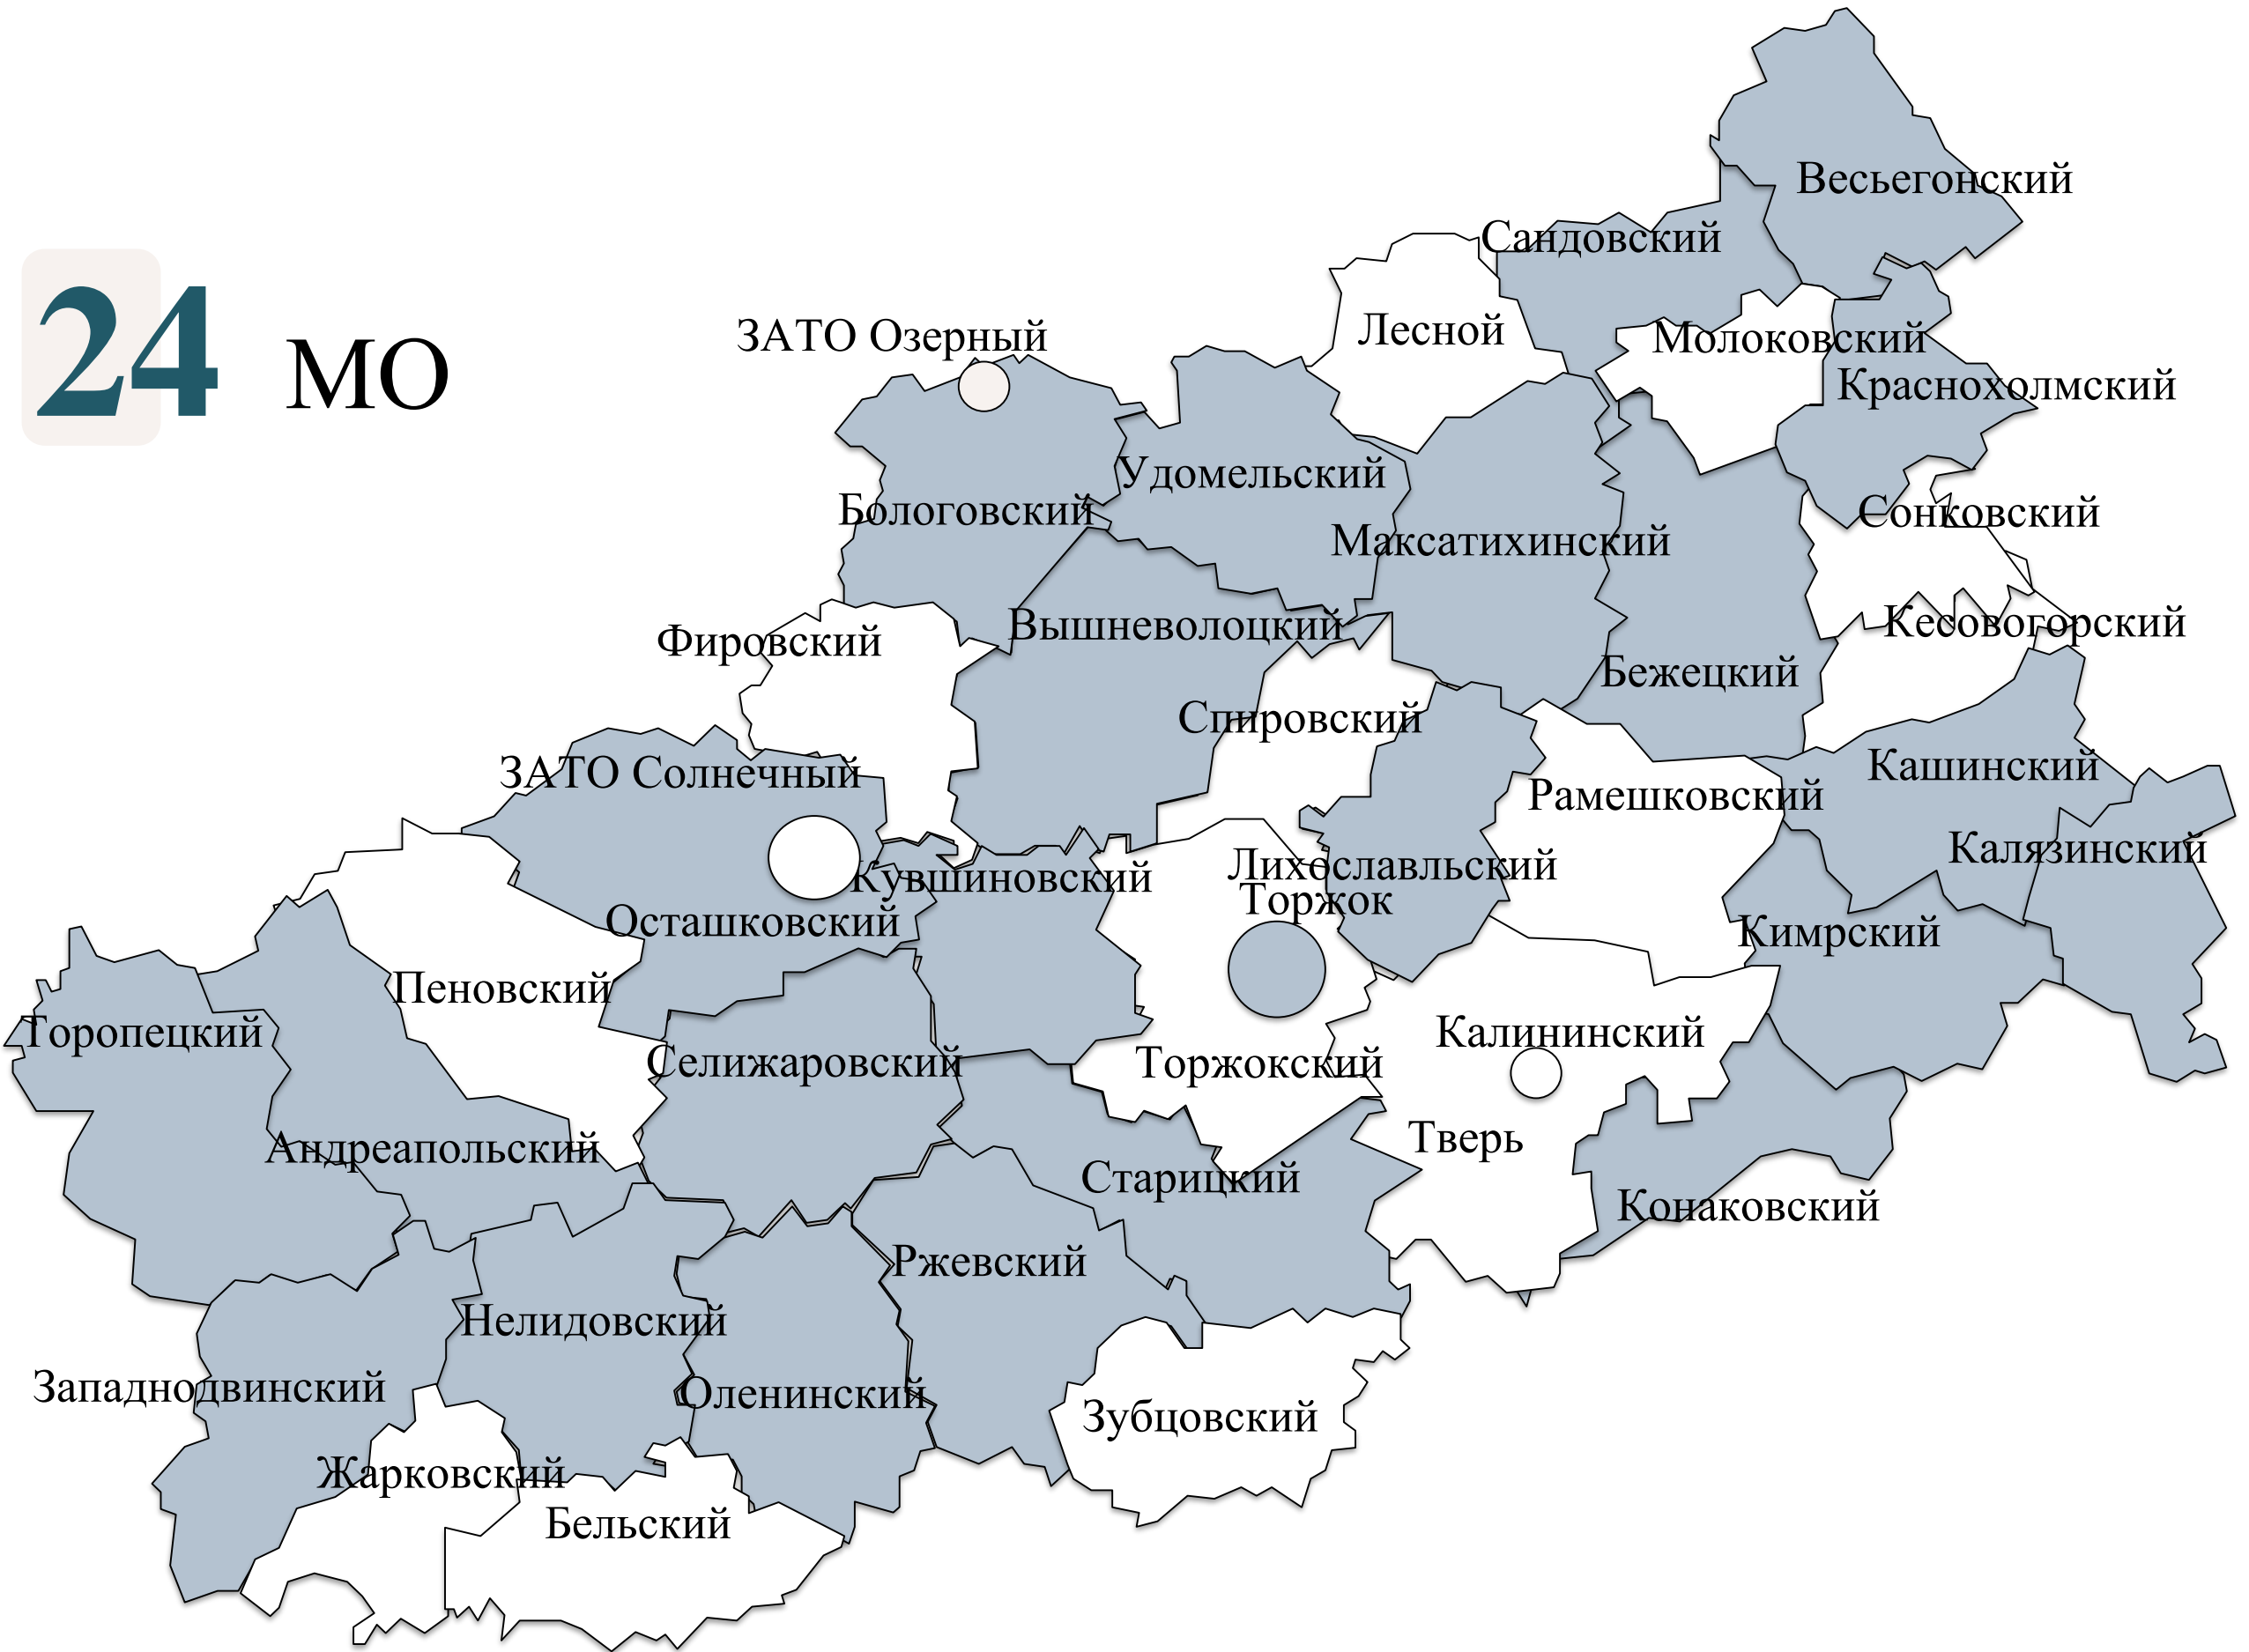 Весьегонский
Сандовский
24 МО
Лесной
Молоковский
ЗАТО Озерный
Краснохолмский
Удомельский
Бологовский
Сонковский
Максатихинский
Вышневолоцкий
Кесовогорский
Фировский
Бежецкий
Спировский
ЗАТО Солнечный
Кашинский
Рамешковский
Калязинский
Лихославльский
Кувшиновский
Торжок
Осташковский
Кимрский
Пеновский
Торопецкий
Калининский
Селижаровский
Торжокский
Тверь
Андреапольский
Старицкий
Конаковский
Ржевский
Нелидовский
Западнодвинский
Оленинский
Зубцовский
Жарковский
Бельский